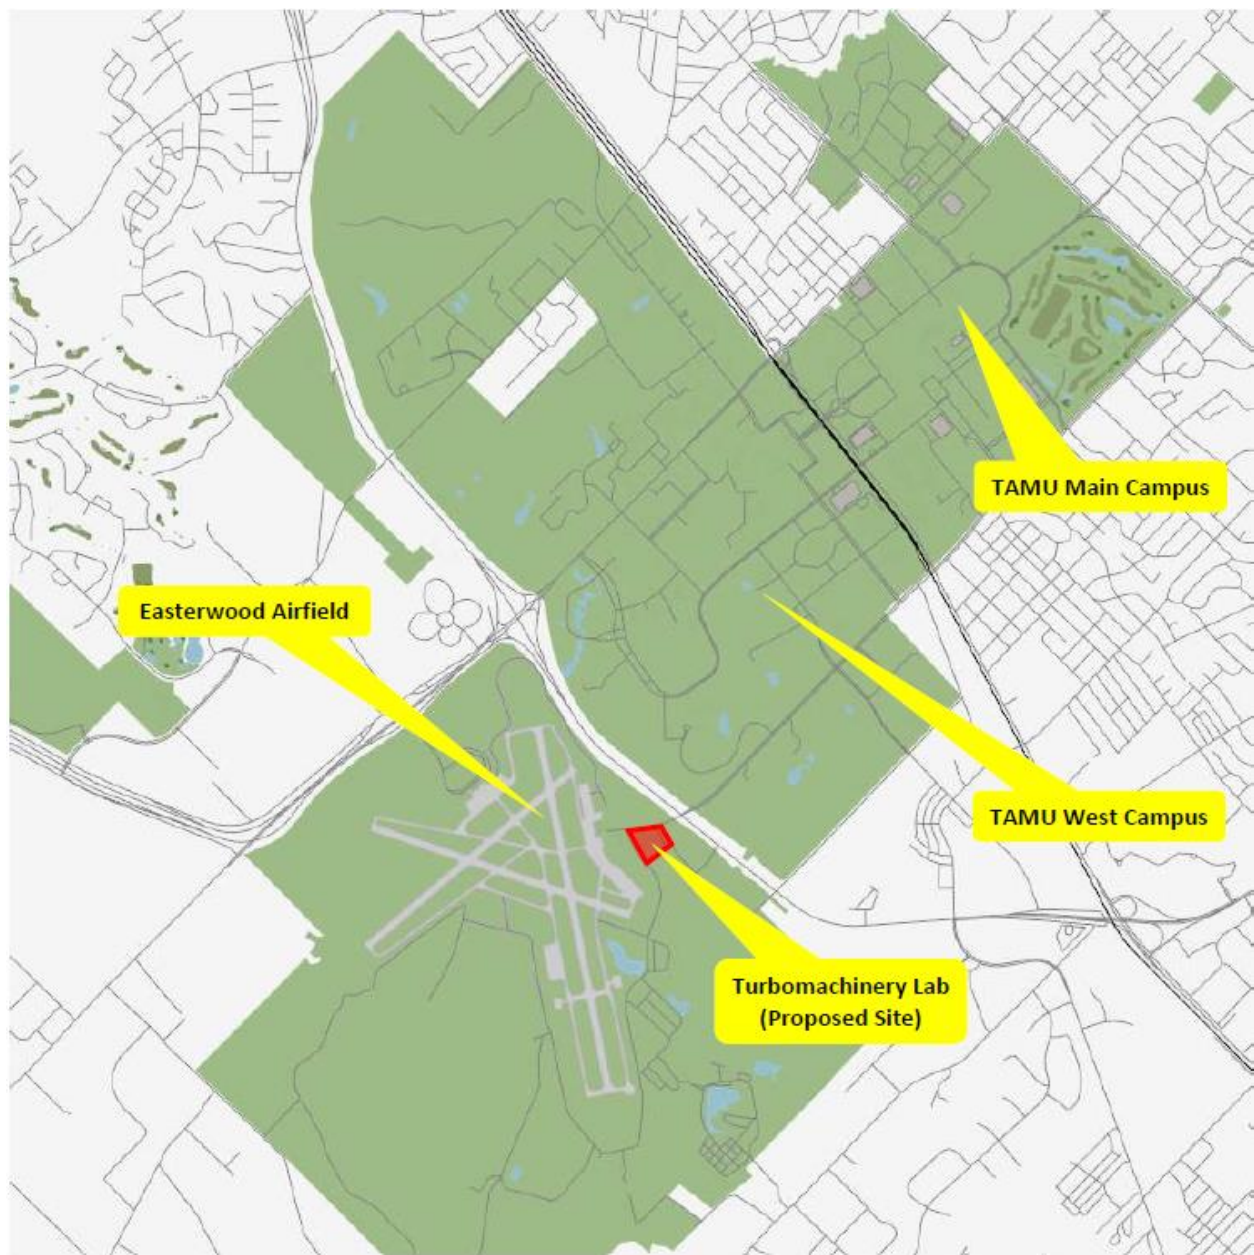 TAMU Main Campus
Easterwood Airfield
TAMU West Campus
Turbomachinery Lab
(Proposed Site)